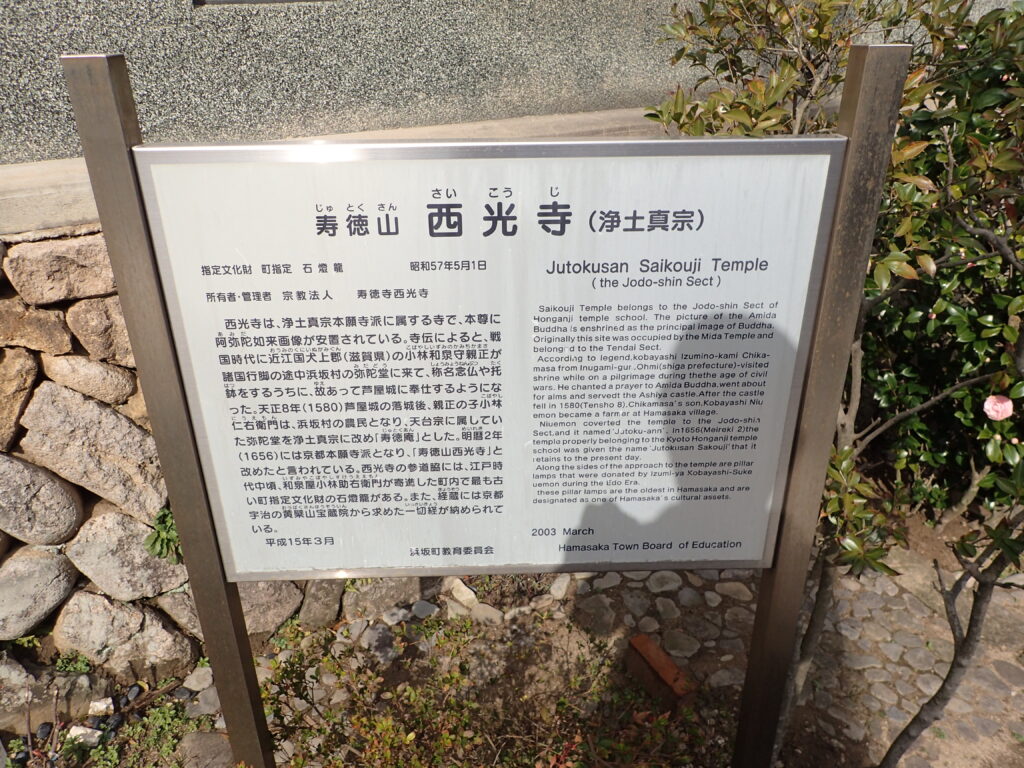 じゅ とく さん さい こう じ
寿徳山 西光寺 (浄土真宗)
指定文化財 町指定 石燈籠 昭和57年5月1日
所有者・管理者 宗教法人 寿徳寺西光寺
西光寺は、浄土真宗本願寺派に属する寺で、本尊に
阿弥陀如来画像が安置されている。寺伝によると、戦
国時代に近江国犬上郡(滋賀県)の小林和泉守親正が
諸国行脚の途中浜坂村の弥陀堂に来て、称名念仏や托
鉢をするうちに、故あって芦屋城に奉仕するようにな
った。天正8年(1580)芦屋城の落城後、親正の子小林
仁右衛門は、浜坂村の農民となり、天台宗に属してい
た弥陀堂を浄土真宗に改め「寿徳庵」とした。明暦2年
(1656)には京都本願寺派となり、「寿徳山西光寺」と
改めたと言われている。西光寺の参道脇には、江戸時
代中頃、和泉屋小林助右衛門が寄進した町内で最も古
い町指定文化財の石燈籠がある。また、経蔵には京都
宇治の黄檗山宝蔵院から求めた一切経が納められて
いる。
平成15年3月 浜坂町教育委員会
Jutokusan Saikouji Temple
( the Jodo-shin Sect )
Saikouji Temple belongs to the Jodo-shin Sect of
Honganji temple school. The picture of the Amida
Buddha is enshrined as the principal image of Buddha.
Originally this site was occupied by the Mida Temple and
belonged to the Tendai Sect.
According to legend,kobayashi Izumino-kami Chika-
masa from Inugami-gur ,Ohmi(shiga prefecture)-visited
shrine while on a pilgrimage during thethe age of civil
wars. He chanted a prayer to Amida Buddha,went about
for alms and servedt the Ashiya castle.After the castle
fell in 1580(Tensho 8),Chikamasa's son,Kobayashi Niu
emon became a farmer at Hamasaka village.
Niuemon coverted the temple to the Jodo-shin
Sect,and it named 'Jutoku-ann'. In1656(Meireki 2)the
temple properly belonging to the Kyoto Honganji temple
school was given the name 'Jutokusan Sakouji' that it
retains to the present day.
Along the sides of the approach to the temple are pillar
lamps that were donated by Izumi-ya Kobayashi-Suke
uemon during the Edo Era.
these pillar lamps are the oldest in Hamasaka and are
designated as one of Hamasaka's cultural assets.
2003 March
Hamasaka Town Board of Education